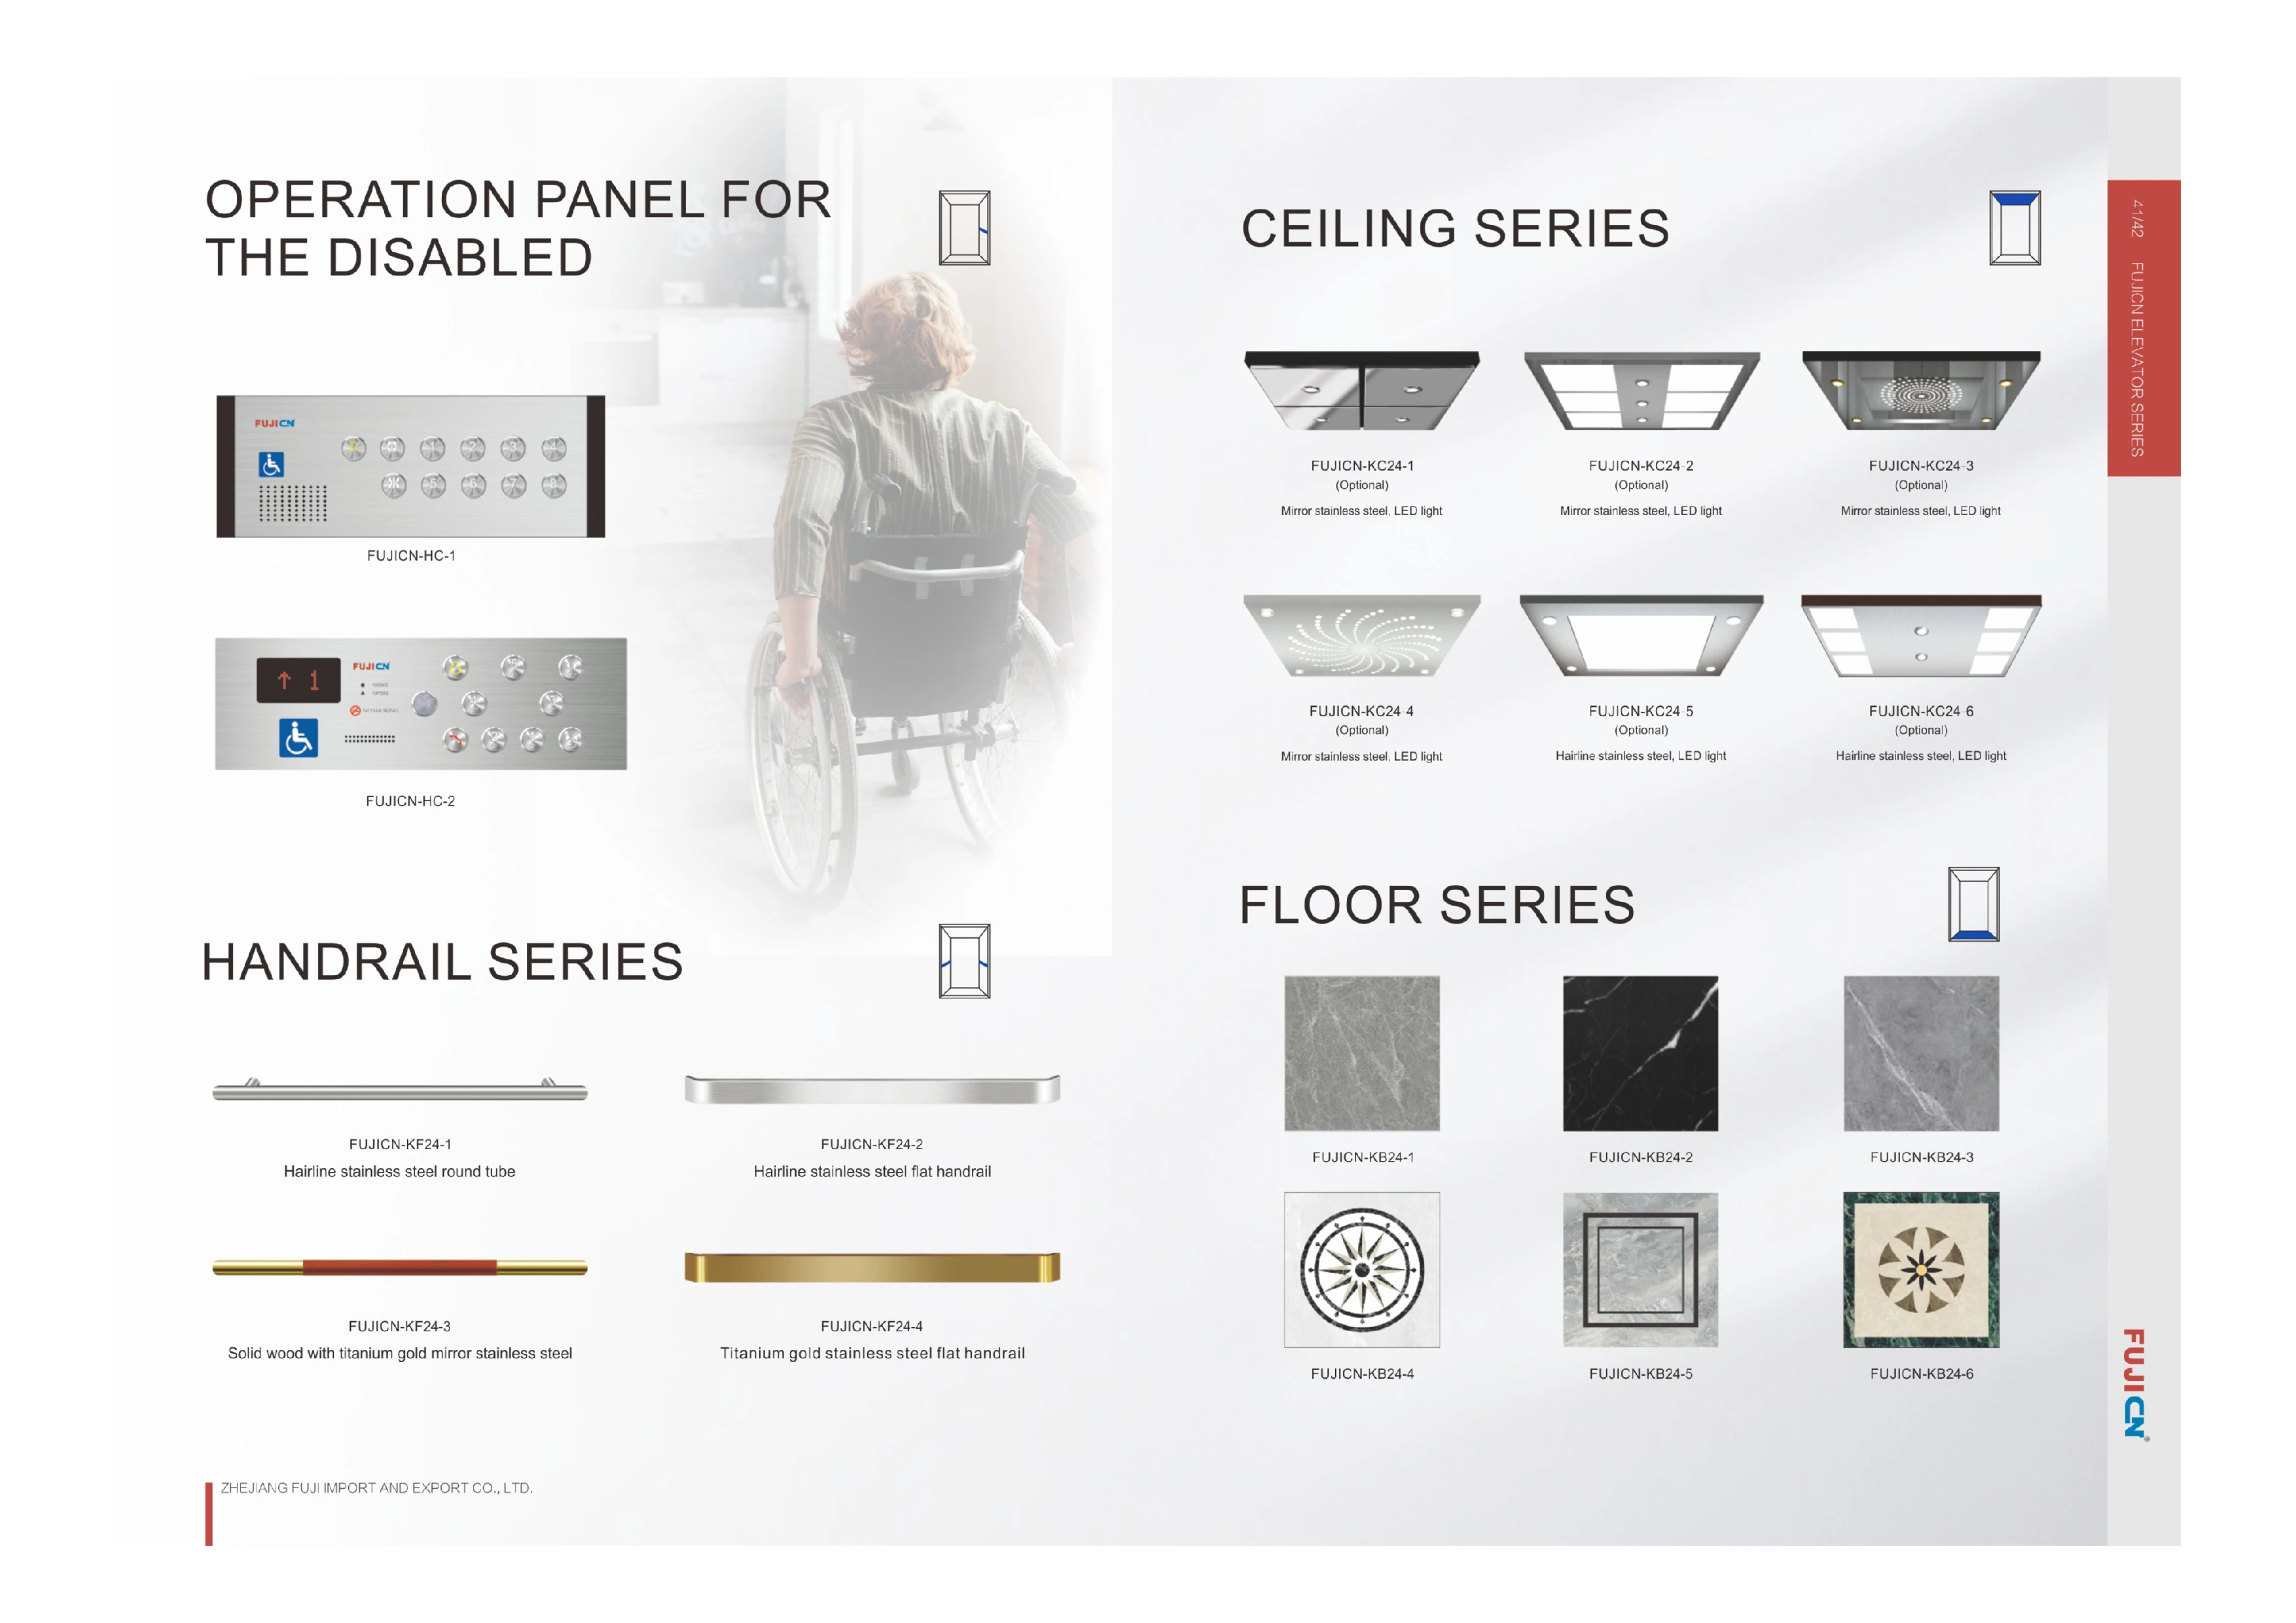 OPERATION PANEL FOR
THE DISABLED
FUJICN
FUJICN-HC-1
↑ 1
FUJICN
FUJICN-HC-2
HANDRAIL SERIES
FUJICN-KF24-1
Hairline stainless steel round tube
FUJICN-KF24-2
Hairline stainless steel flat handrail
FUJICN-KF24-3
Solid wood with titanium gold mirror stainless steel
FUJICN-KF24-4
Titanium gold stainless steel flat handrail
ZHEJIANG FUJI IMPORT AND EXPORT CO., LTD.
CEILING SERIES
FUJICN-KC24-1
(Optional)
Mirror stainless steel, LED light
FUJICN-KC24-2
(Optional)
Mirror stainless steel, LED light
FUJICN-KC24-3
(Optional)
Mirror stainless steel, LED light
FUJICN-KC24-4
(Optional)
Mirror stainless steel, LED light
FUJICN-KC24-5
(Optional)
Hairline stainless steel, LED light
FUJICN-KC24-6
(Optional)
Hairline stainless steel, LED light
FLOOR SERIES
FUJICN-KB24-1
FUJICN-KB24-2
FUJICN-KB24-3
FUJICN-KB24-4
FUJICN-KB24-5
FUJICN-KB24-6
41/42 FUJICN ELEVATOR SERIES
FUJICN®